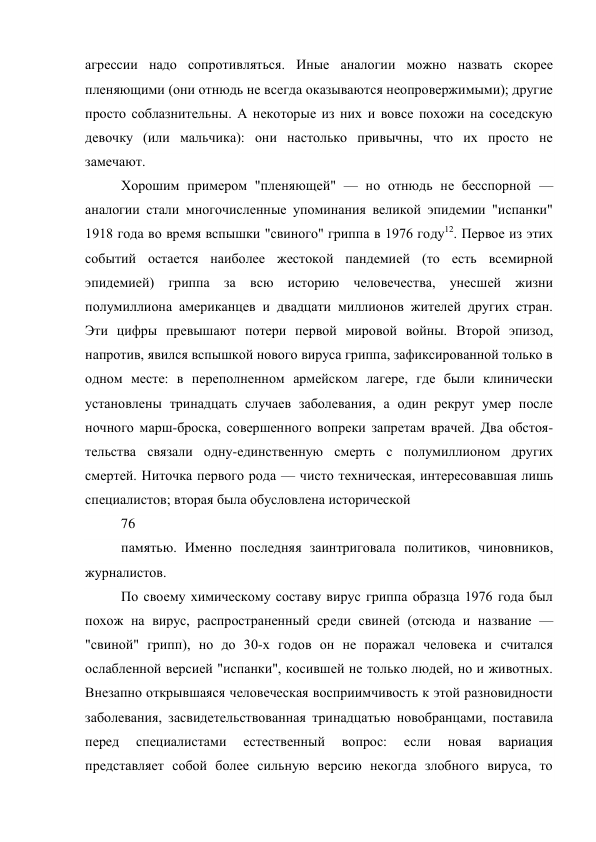 агрессии надо сопротивляться. Иные аналогии можно назвать скорее
пленяющими (они отнюдь не всегда оказываются неопровержимыми); другие
просто соблазнительны. А некоторые из них и вовсе похожи на соседскую
девочку (или мальчика): они настолько привычны, что их просто не
замечают.
Хорошим примером "пленяющей" — но отнюдь не бесспорной —
аналогии стали многочисленные упоминания великой эпидемии "испанки"
1918 года во время вспышки "свиного" гриппа в 1976 году12. Первое из этих
событий остается наиболее жестокой пандемией (то есть всемирной
эпидемией) гриппа за всю историю человечества, унесшей жизни
полумиллиона американцев и двадцати миллионов жителей других стран.
Эти цифры превышают потери первой мировой войны. Второй эпизод,
напротив, явился вспышкой нового вируса гриппа, зафиксированной только в
одном месте: в переполненном армейском лагере, где были клинически
установлены тринадцать случаев заболевания, а один рекрут умер после
ночного марш-броска, совершенного вопреки запретам врачей. Два обстоя-
тельства связали одну-единственную смерть с полумиллионом других
смертей. Ниточка первого рода — чисто техническая, интересовавшая лишь
специалистов; вторая была обусловлена исторической
76
памятью. Именно последняя заинтриговала политиков, чиновников,
журналистов.
По своему химическому составу вирус гриппа образца 1976 года был
похож на вирус, распространенный среди свиней (отсюда и название —
"свиной" грипп), но до 30-х годов он не поражал человека и считался
ослабленной версией "испанки", косившей не только людей, но и животных.
Внезапно открывшаяся человеческая восприимчивость к этой разновидности
заболевания, засвидетельствованная тринадцатью новобранцами, поставила
перед специалистами естественный вопрос: если новая вариация
представляет собой более сильную версию некогда злобного вируса, то